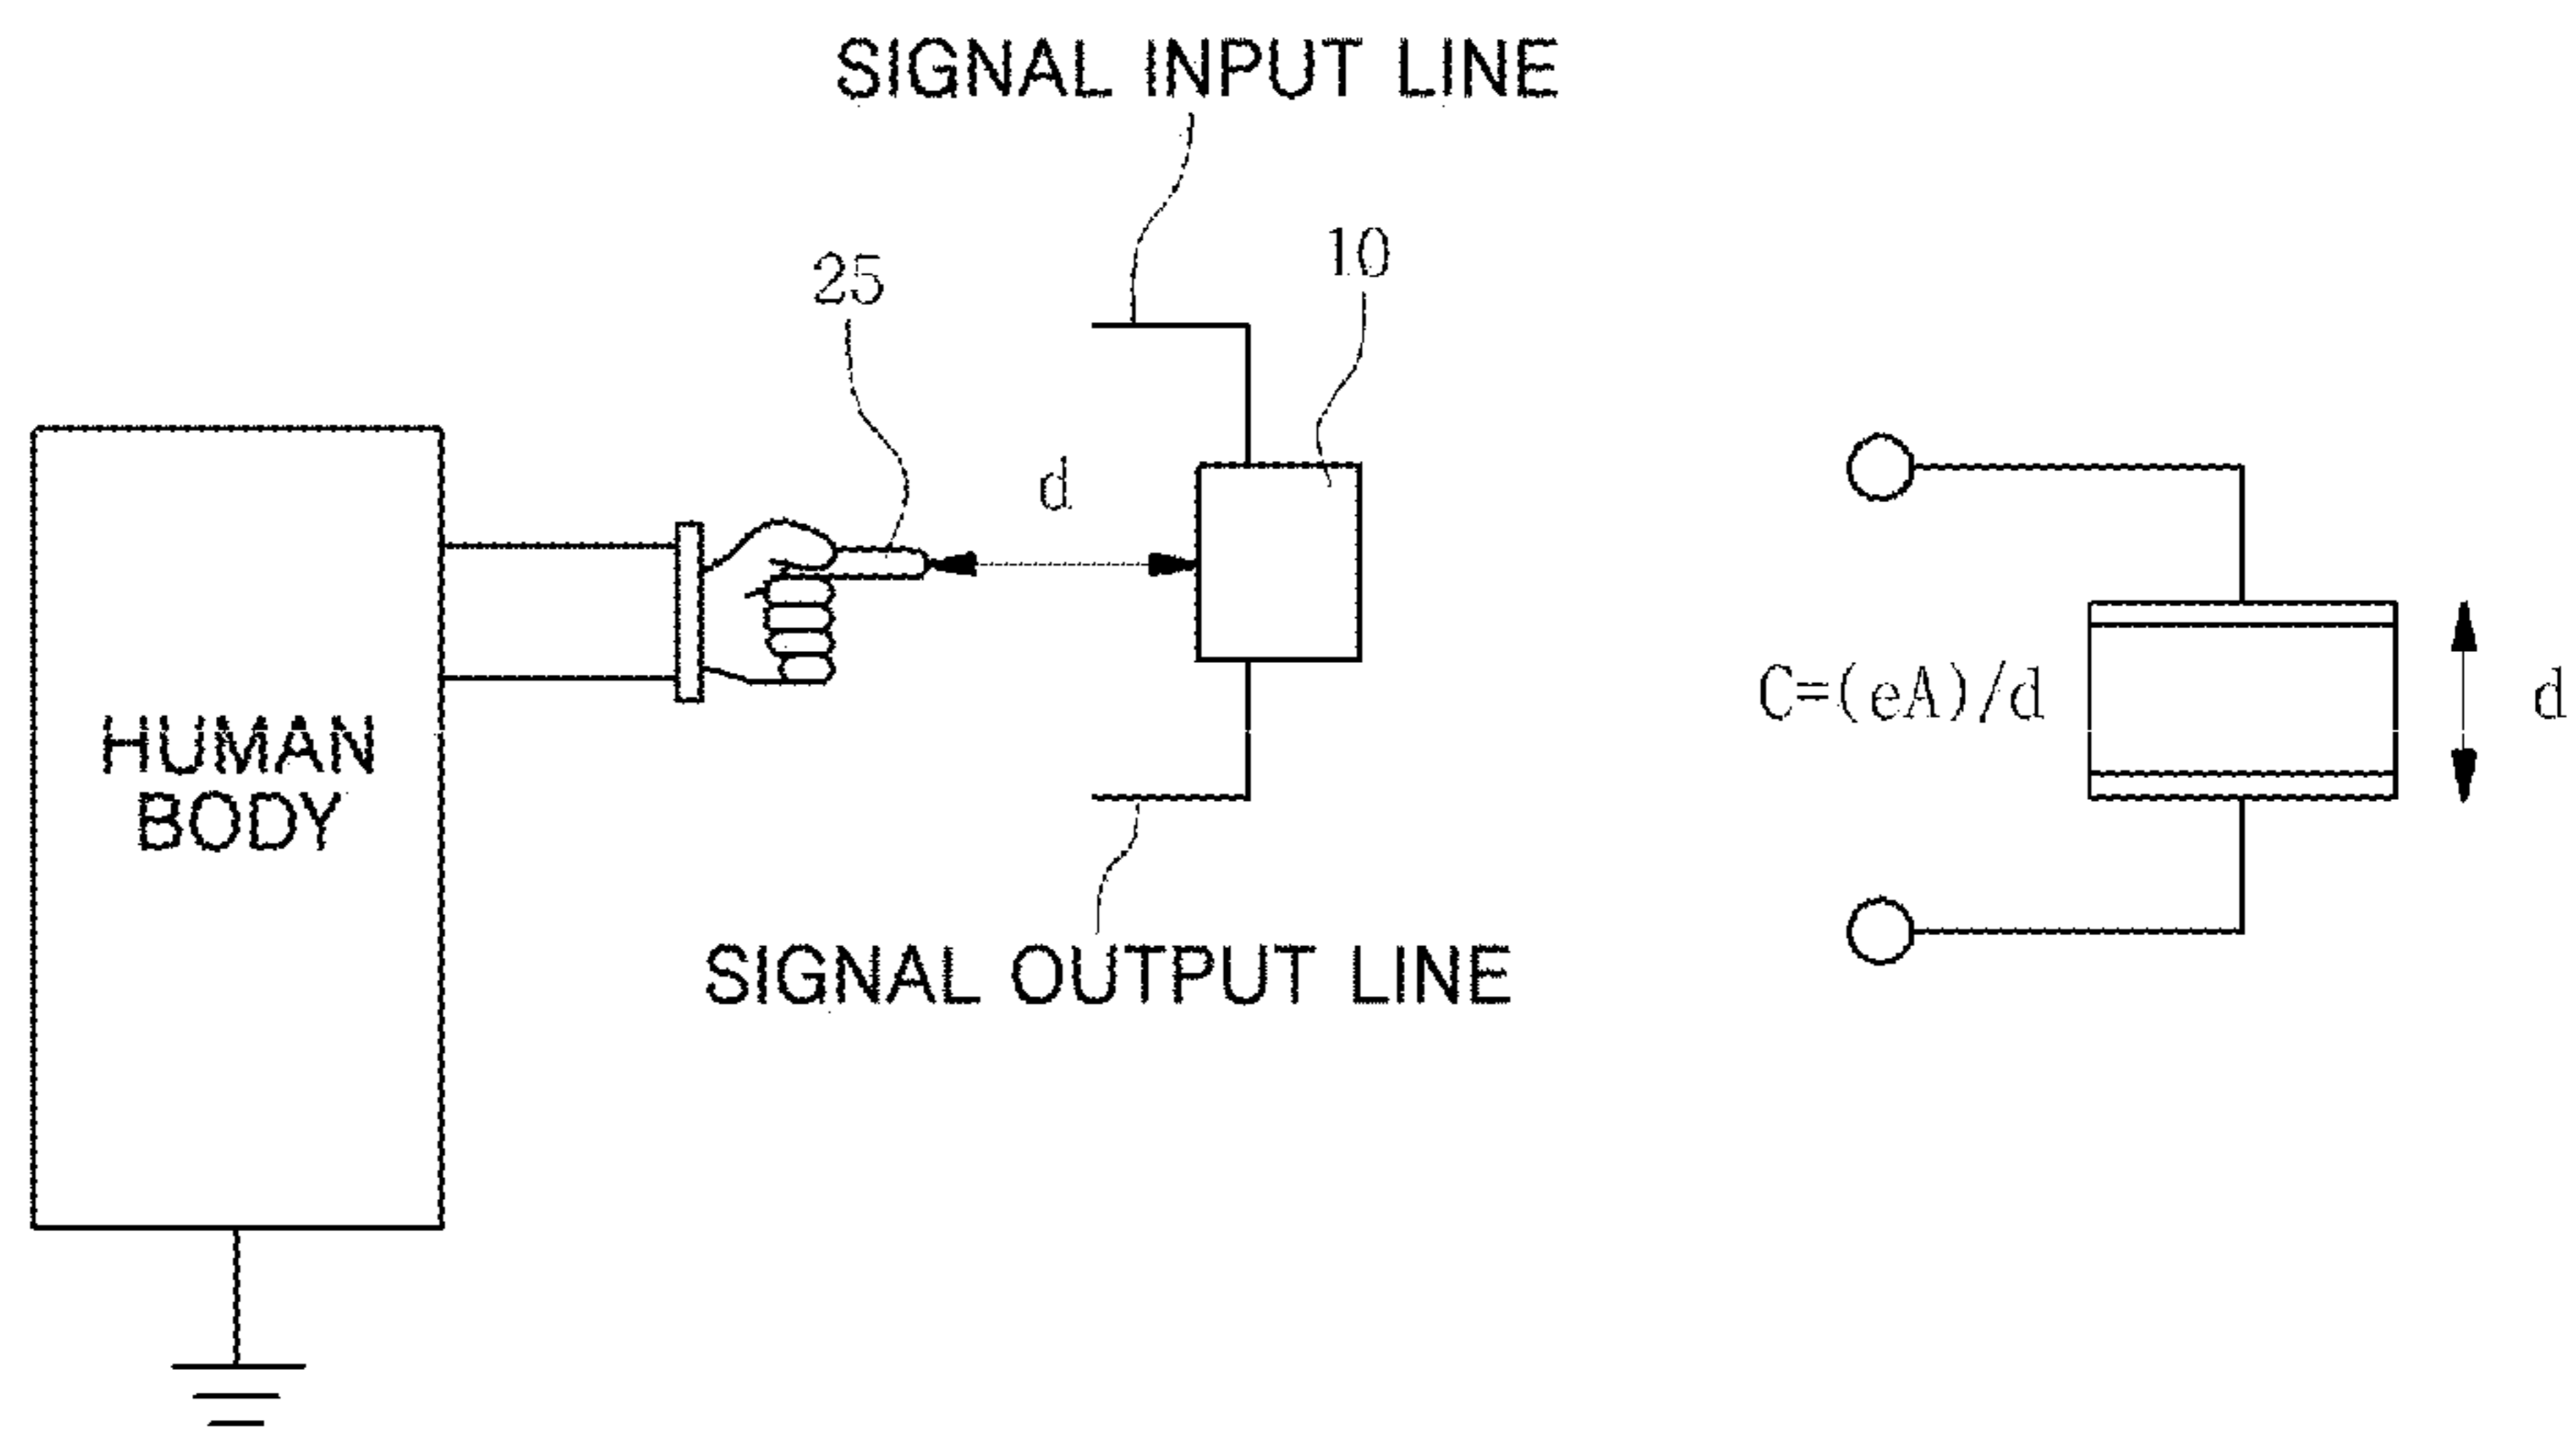 SIGNAL INPUT LINE
10
25
d
HUMAN
BODY
SIGNAL OUTPUT LINE
C=(eA)/d
d